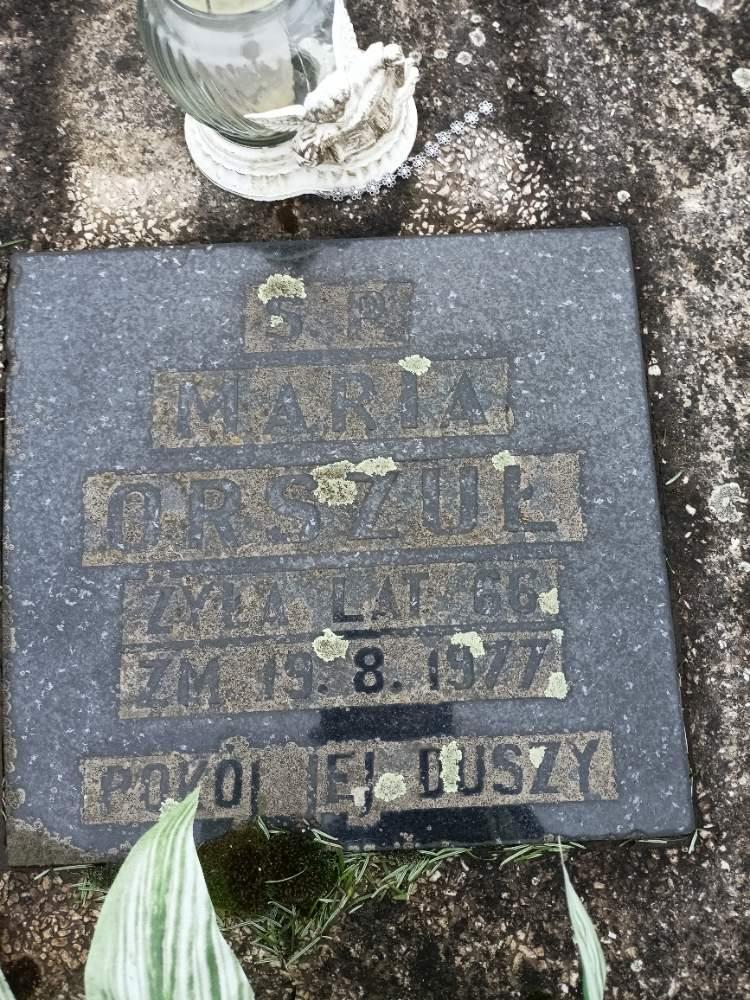 S. P.
MARIA
ORSZUŁ
ŻYŁA LAT 66
ZM 19. 8. 1977
POKÓJ JEJ DUSZY